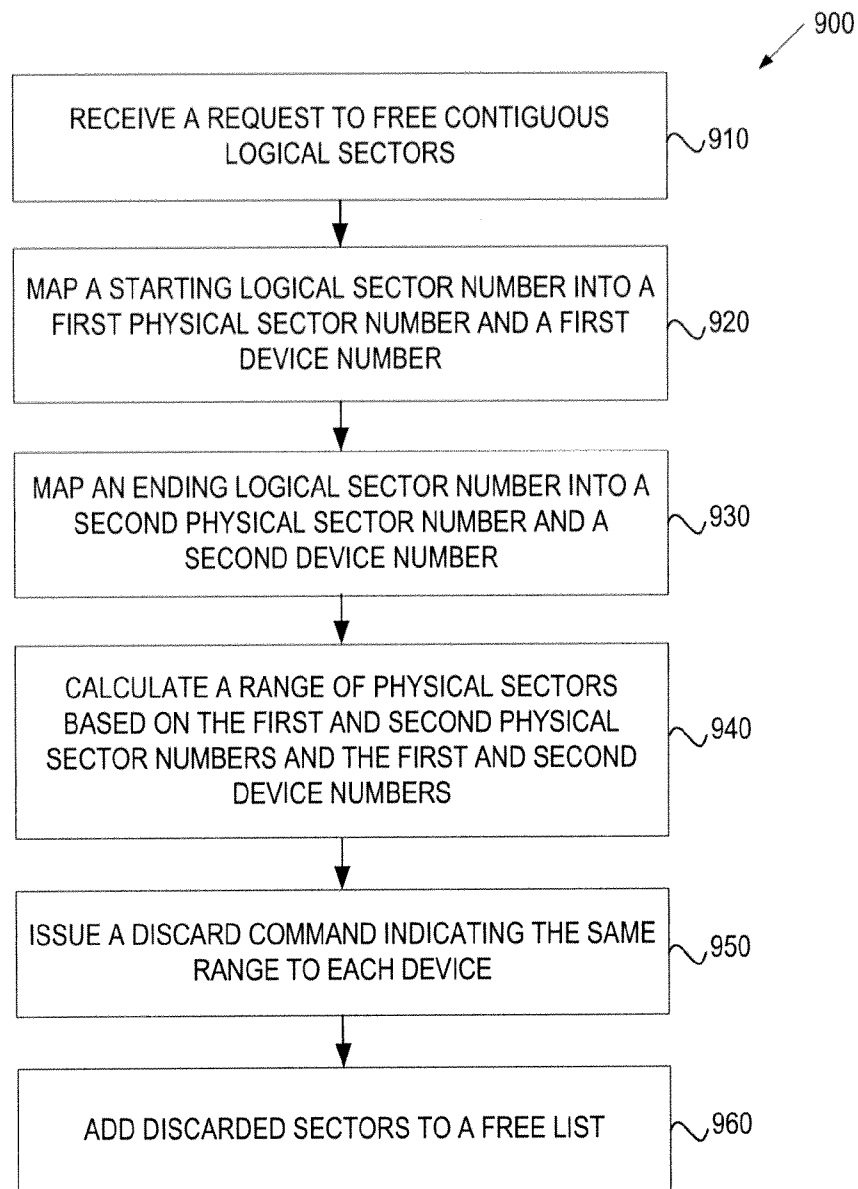 900
RECEIVE A REQUEST TO FREE CONTIGUOUS
LOGICAL SECTORS
910
MAP A STARTING LOGICAL SECTOR NUMBER INTO A
FIRST PHYSICAL SECTOR NUMBER AND A FIRST
DEVICE NUMBER
920
MAP AN ENDING LOGICAL SECTOR NUMBER INTO A
SECOND PHYSICAL SECTOR NUMBER AND A
SECOND DEVICE NUMBER
930
CALCULATE A RANGE OF PHYSICAL SECTORS
BASED ON THE FIRST AND SECOND PHYSICAL
SECTOR NUMBERS AND THE FIRST AND SECOND
DEVICE NUMBERS
940
ISSUE A DISCARD COMMAND INDICATING THE SAME
RANGE TO EACH DEVICE
950
ADD DISCARDED SECTORS TO A FREE LIST
960